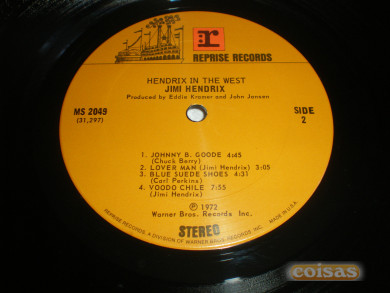 REPRISE RECORDS
HENDRIX IN THE WEST
JIMI HENDRIX
Produced by Eddie Kramer and John Jansen
MS 2049
(31,297)
SIDE
2
1. JOHNNY B. GOODE 4:45
(Chuck Berry)
2. LOVER MAN (Jimi Hendrix) 3:05
3. BLUE SUEDE SHOES 4:31
(Carl Perkins)
4. VOODO CHILE 7:55
(Jimi Hendrix)
℗ 1972
Warner Bros. Records Inc.
STEREO
REPRISE RECORDS, A DIVISION OF WARNER BROS. RECORDS INC. MADE IN U.S.A.
coisas